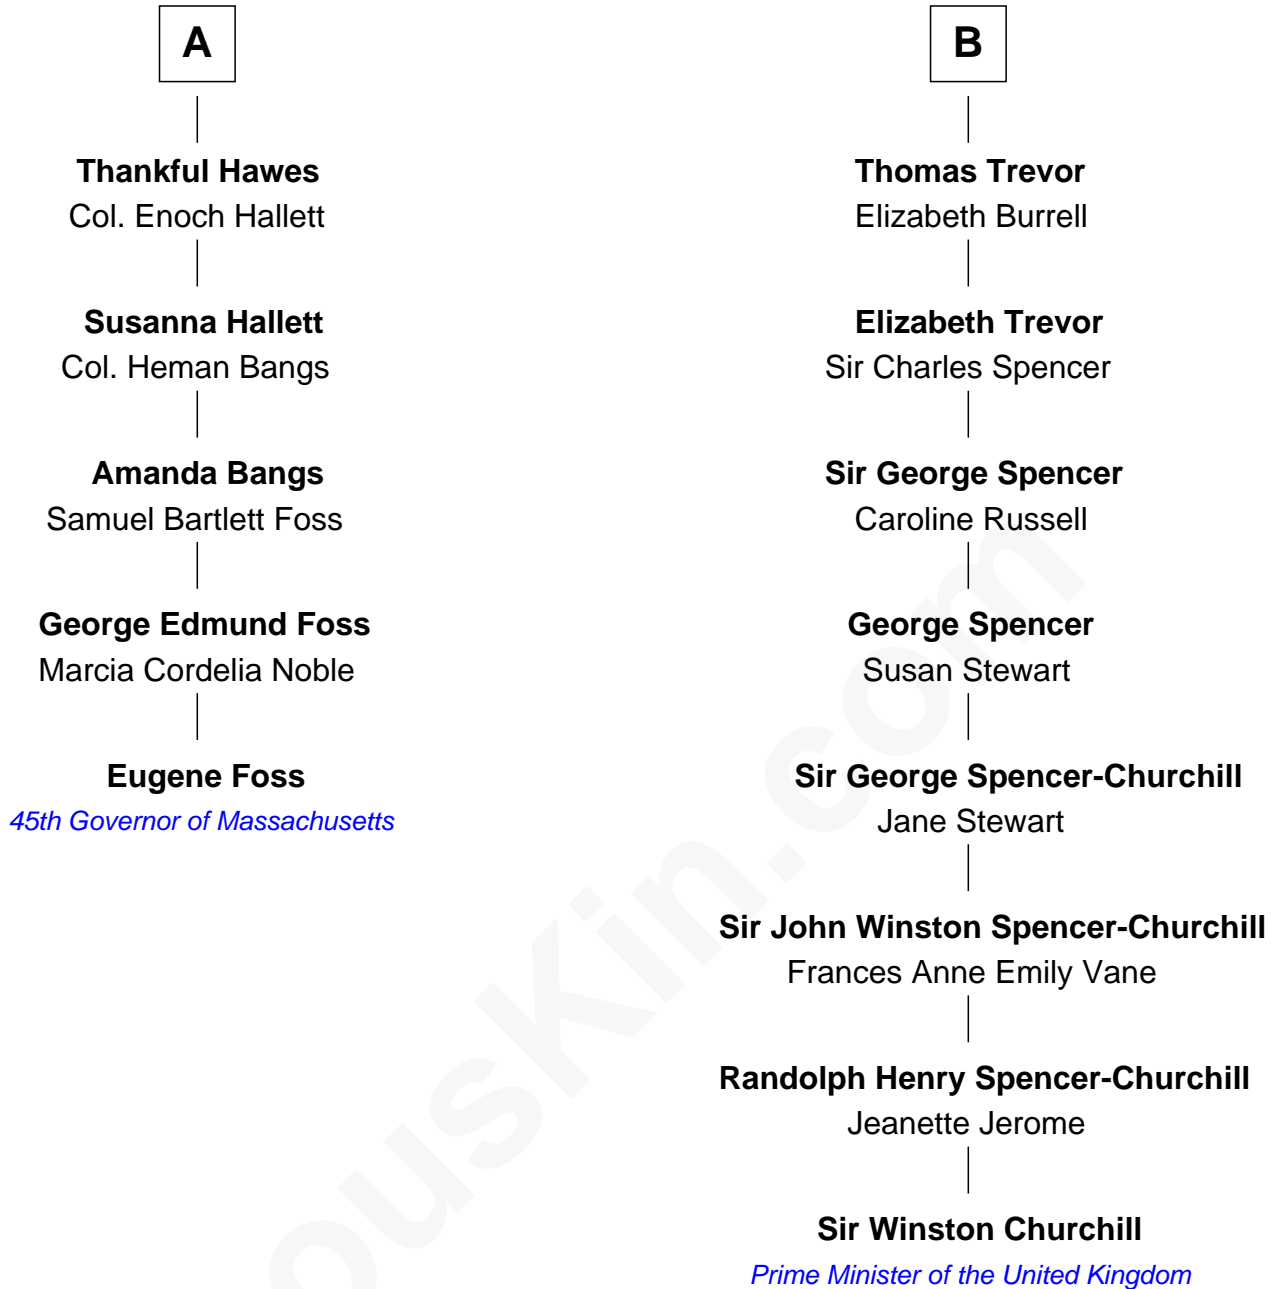 A
Thankful Hawes
Col. Enoch Hallett
Susanna Hallett
Col. Heman Bangs
Amanda Bangs
Samuel Bartlett Foss
George Edmund Foss
Marcia Cordelia Noble
Eugene Foss
45th Governor of Massachusetts
B
Thomas Trevor
Elizabeth Burrell
Elizabeth Trevor
Sir Charles Spencer
Sir George Spencer
Caroline Russell
George Spencer
Susan Stewart
Sir George Spencer-Churchill
Jane Stewart
Sir John Winston Spencer-Churchill
Frances Anne Emily Vane
Randolph Henry Spencer-Churchill
Jeanette Jerome
Sir Winston Churchill
Prime Minister of the United Kingdom
ousKin.com